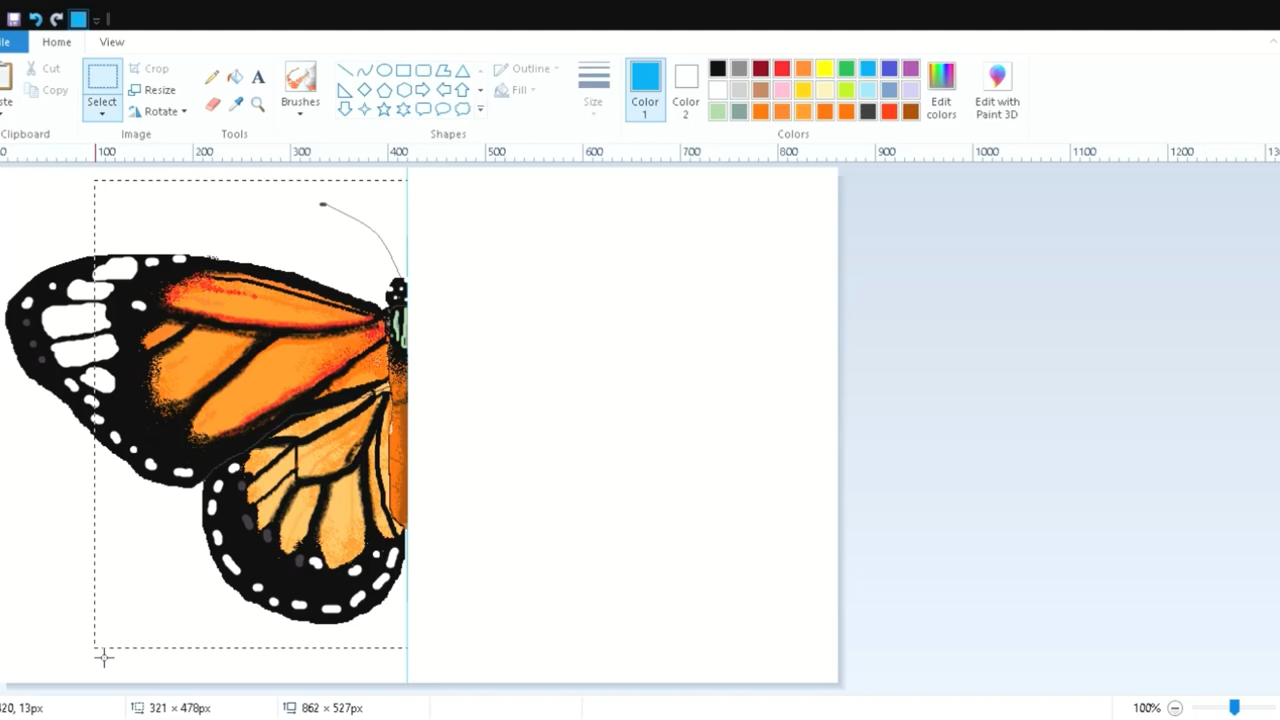 ile Home View
Cut Crop Outline
ste Copy Select Resize Brushes Fill Size Color 1 Color 2 Edit colors Edit with Paint 3D
Rotate
Clipboard Image Tools Shapes Colors
0 100 200 300 400 500 600 700 800 900 1000 1100 1200 13
420, 13px 321 × 478px 862 × 527px 100%